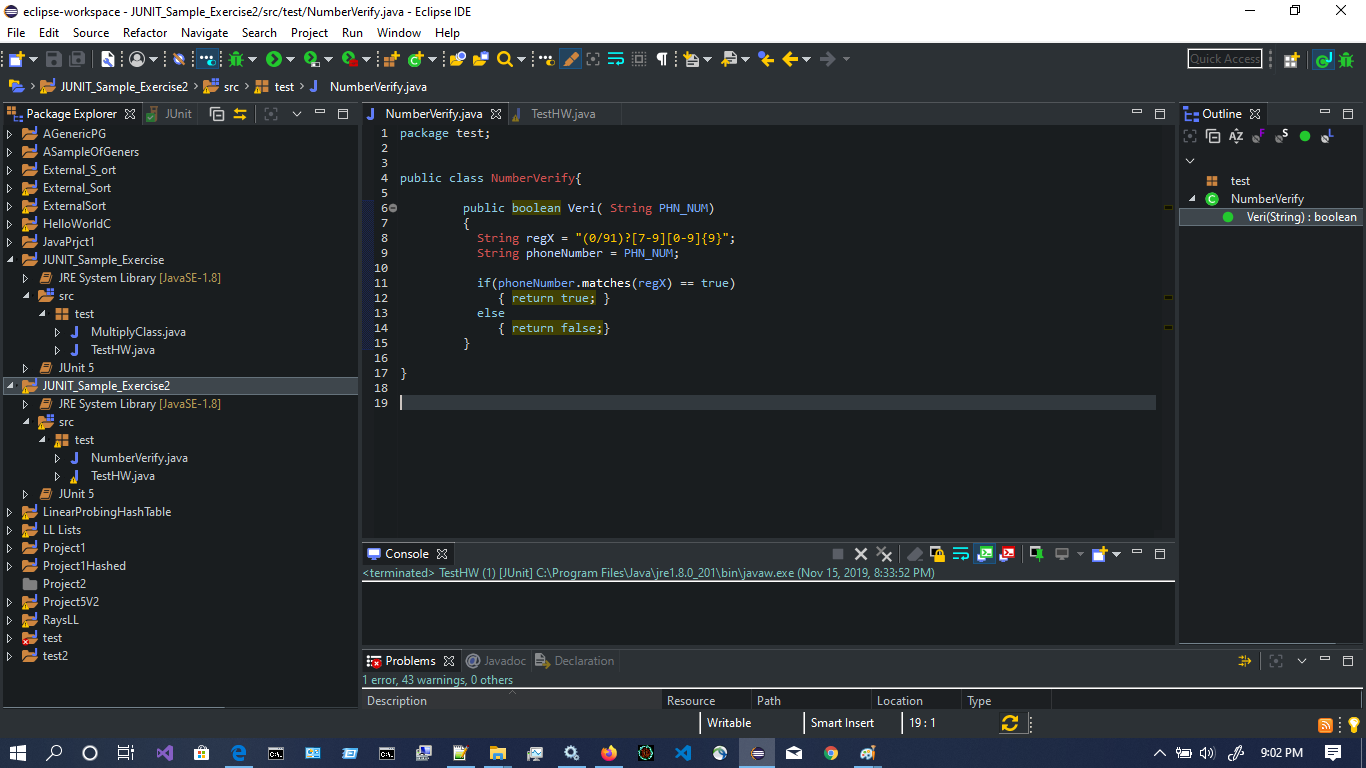 eclipse-workspace - JUNIT_Sample_Exercise2/src/test/NumberVerify.java - Eclipse IDE
File Edit Source Refactor Navigate Search Project Run Window Help
Quick Access
JUNIT_Sample_Exercise2 src test NumberVerify.java
Package Explorer JUnit
AGenericPG
ASampleOfGeners
External_S_ort
External_Sort
ExternalSort
HelloWorldC
JavaPrjct1
JUNIT_Sample_Exercise
JRE System Library [JavaSE-1.8]
src
test
MultiplyClass.java
TestHW.java
JUnit 5
JUNIT_Sample_Exercise2
JRE System Library [JavaSE-1.8]
src
test
NumberVerify.java
TestHW.java
JUnit 5
LinearProbingHashTable
LL Lists
Project1
Project1Hashed
Project2
Project5V2
RaysLL
test
test2
NumberVerify.java TestHW.java
1 package test;
2
3
4 public class NumberVerify{
5
6 public boolean Veri( String PHN_NUM)
7 {
8 String regX = "(0/91)?[7-9][0-9]{9}";
9 String phoneNumber = PHN_NUM;
10
11 if(phoneNumber.matches(regX) == true)
12 { return true; }
13 else
14 { return false;}
15 }
16
17 }
18
19
Outline
test
NumberVerify
Veri(String) : boolean
Console
<terminated> TestHW (1) [JUnit] C:\Program Files\Java\jre1.8.0_201\bin\javaw.exe (Nov 15, 2019, 8:33:52 PM)
Problems Javadoc Declaration
1 error, 43 warnings, 0 others
Description Resource Path Location Type
Writable Smart Insert 19 : 1
9:02 PM